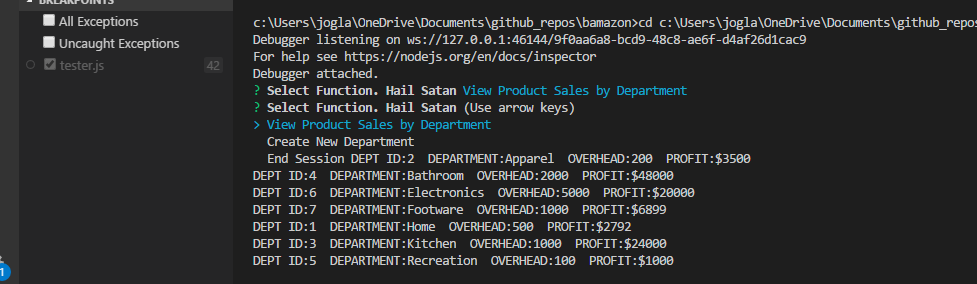 BREAKPOINTS
All Exceptions
Uncaught Exceptions
tester.js 42
1
c:\Users\jogla\OneDrive\Documents\github_repos\bamazon>cd c:\Users\jogla\OneDrive\Documents\github_repos
Debugger listening on ws://127.0.0.1:46144/9f0aa6a8-bcd9-48c8-ae6f-d4af26d1cac9
For help see https://nodejs.org/en/docs/inspector
Debugger attached.
? Select Function. Hail Satan View Product Sales by Department
? Select Function. Hail Satan (Use arrow keys)
> View Product Sales by Department
Create New Department
End Session DEPT ID:2 DEPARTMENT:Apparel OVERHEAD:200 PROFIT:$3500
DEPT ID:4 DEPARTMENT:Bathroom OVERHEAD:2000 PROFIT:$48000
DEPT ID:6 DEPARTMENT:Electronics OVERHEAD:5000 PROFIT:$20000
DEPT ID:7 DEPARTMENT:Footware OVERHEAD:1000 PROFIT:$6899
DEPT ID:1 DEPARTMENT:Home OVERHEAD:500 PROFIT:$2792
DEPT ID:3 DEPARTMENT:Kitchen OVERHEAD:1000 PROFIT:$24000
DEPT ID:5 DEPARTMENT:Recreation OVERHEAD:100 PROFIT:$1000